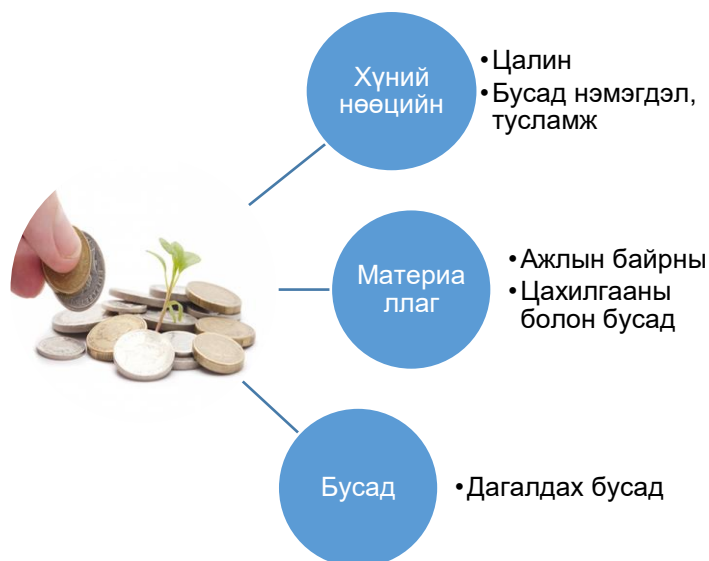 Хүний
нөөцийн
•Цалин
•Бусад нэмэгдэл,
тусламж
Материа
ллаг
•Ажлын байрны
•Цахилгааны
болон бусад
Бусад
•Дагалдах бусад